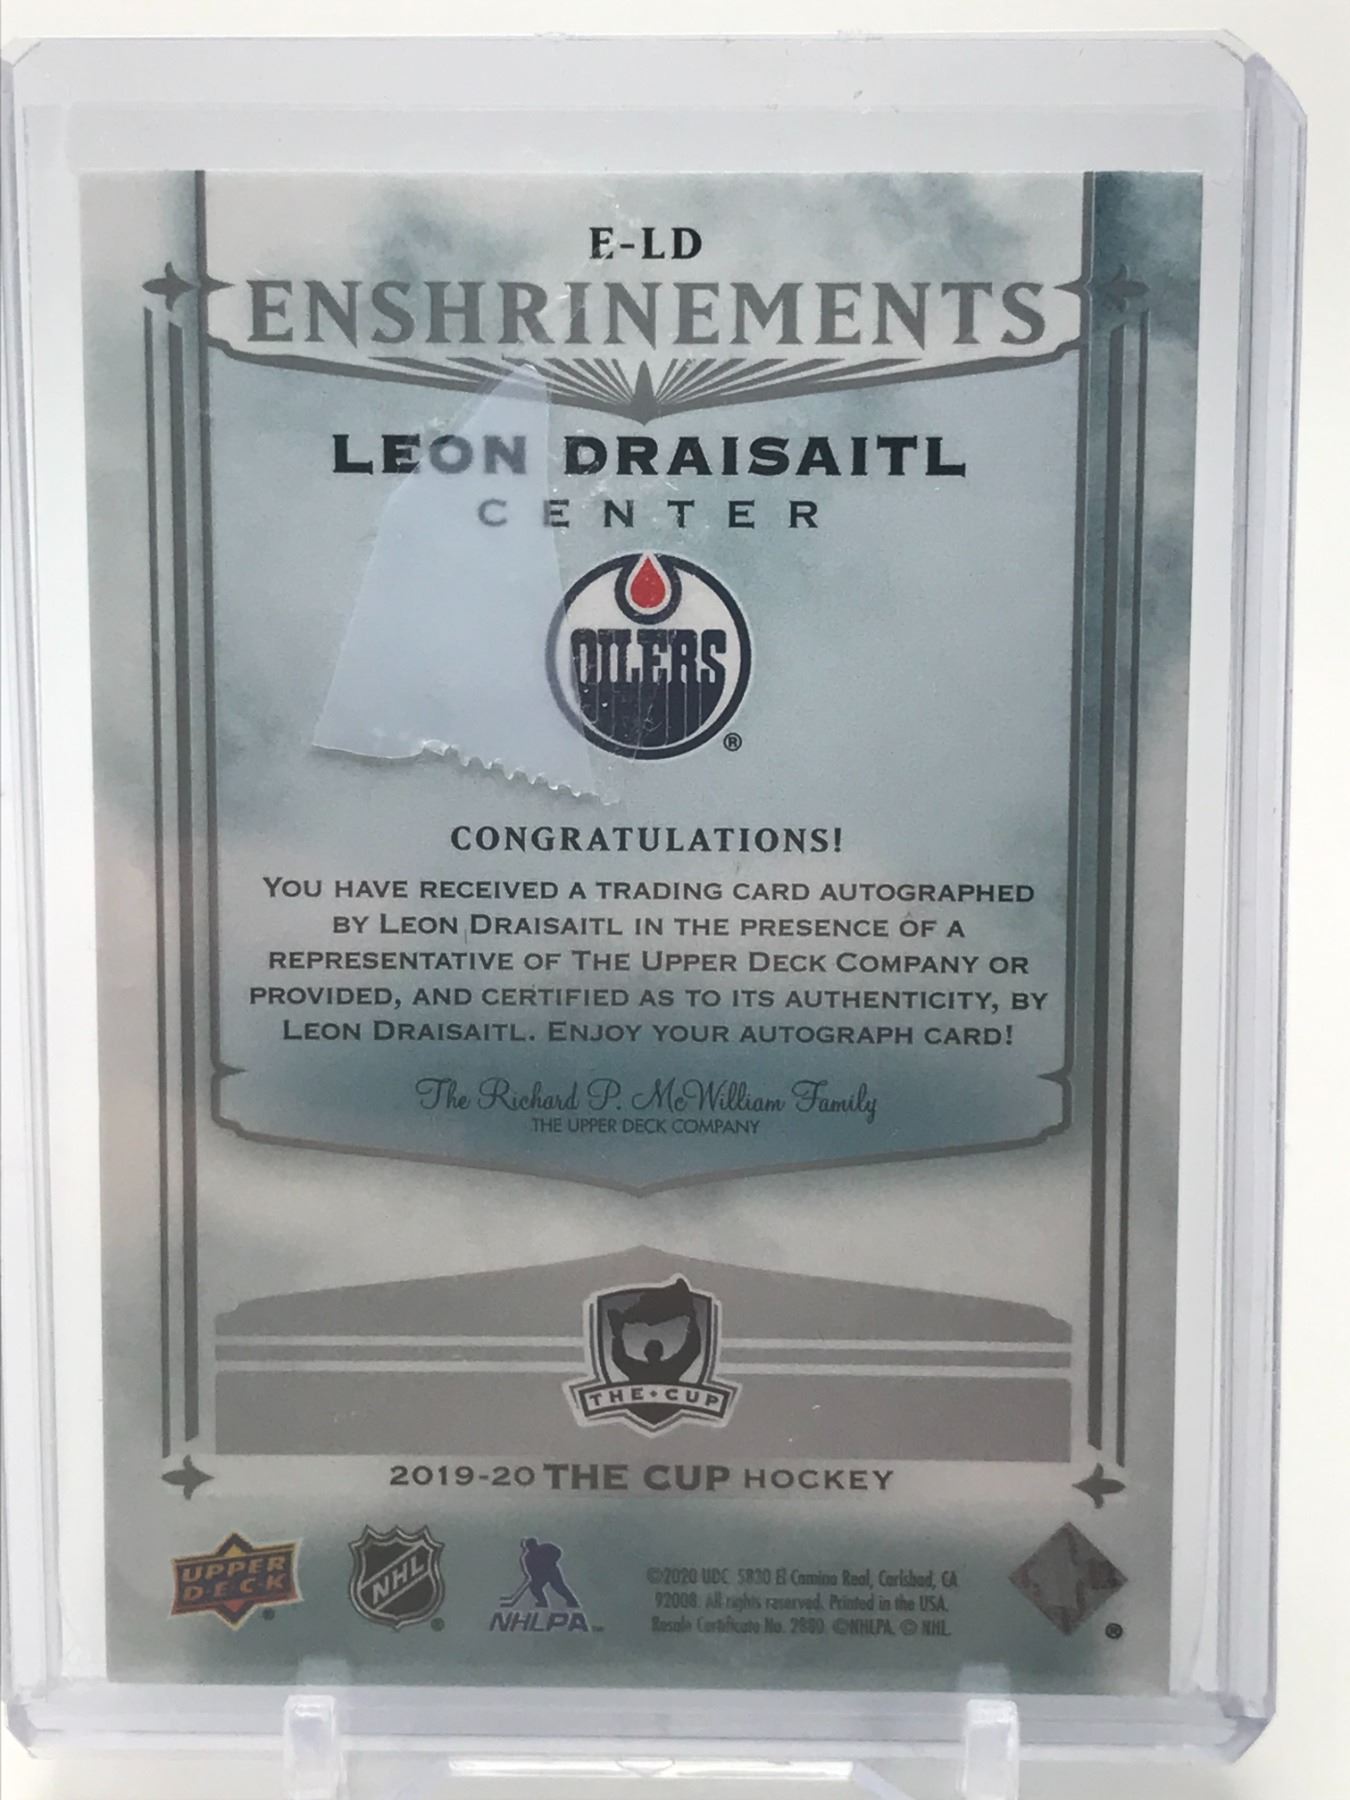 E-LD
ENSHRINEMENTS
LEON DRAISAITL
CENTER
OILERS
®
CONGRATULATIONS!
YOU HAVE RECEIVED A TRADING CARD AUTOGRAPHED
BY LEON DRAISAITL IN THE PRESENCE OF A
REPRESENTATIVE OF THE UPPER DECK COMPANY OR
PROVIDED, AND CERTIFIED AS TO ITS AUTHENTICITY, BY
LEON DRAISAITL. ENJOY YOUR AUTOGRAPH CARD!
The Richard P. McWilliam Family
THE UPPER DECK COMPANY
THE • CUP
2019-20 THE CUP HOCKEY
UPPER
DECK
®
NHL
®
NHLPA™
©2020 UDC 5830 El Camino Real, Carlsbad, CA
92008. All rights reserved. Printed in the USA.
Resale Certificate No. 2880. ©NHLPA. © NHL.
®